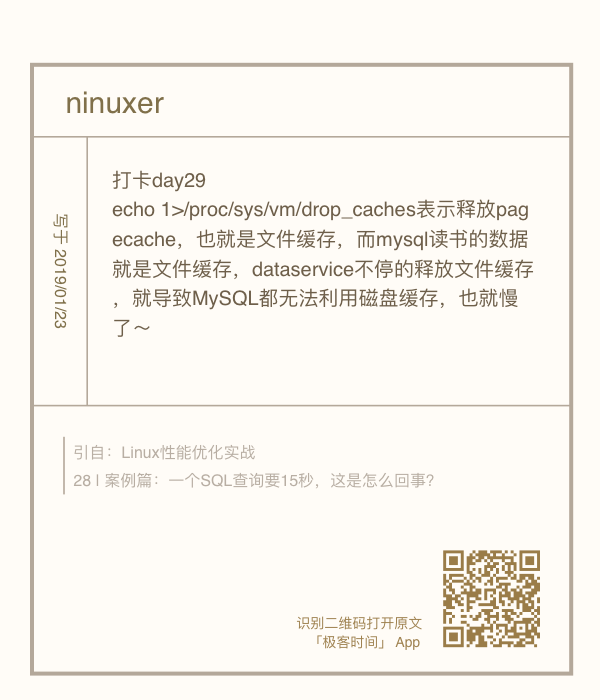 ninuxer
写于 2019/01/23
打卡day29
echo 1>/proc/sys/vm/drop_caches表示释放pag
ecache，也就是文件缓存，而mysql读书的数据
就是文件缓存，dataservice不停的释放文件缓存
，就导致MySQL都无法利用磁盘缓存，也就慢
了～
引自：Linux性能优化实战
28 | 案例篇：一个SQL查询要15秒，这是怎么回事？
识别二维码打开原文
「极客时间」 App